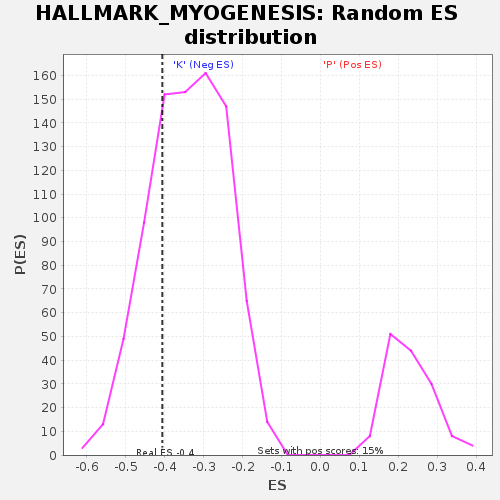 HALLMARK_MYOGENESIS: Random ES
distribution
'K' (Neg ES)
'P' (Pos ES)
160
150
140
130
120
110
100
90
80
70
60
50
40
30
20
10
0
P(ES)
Real ES -0.4
Sets with pos scores: 15%
-0.6 -0.5 -0.4 -0.3 -0.2 -0.1 0.0 0.1 0.2 0.3 0.4
ES